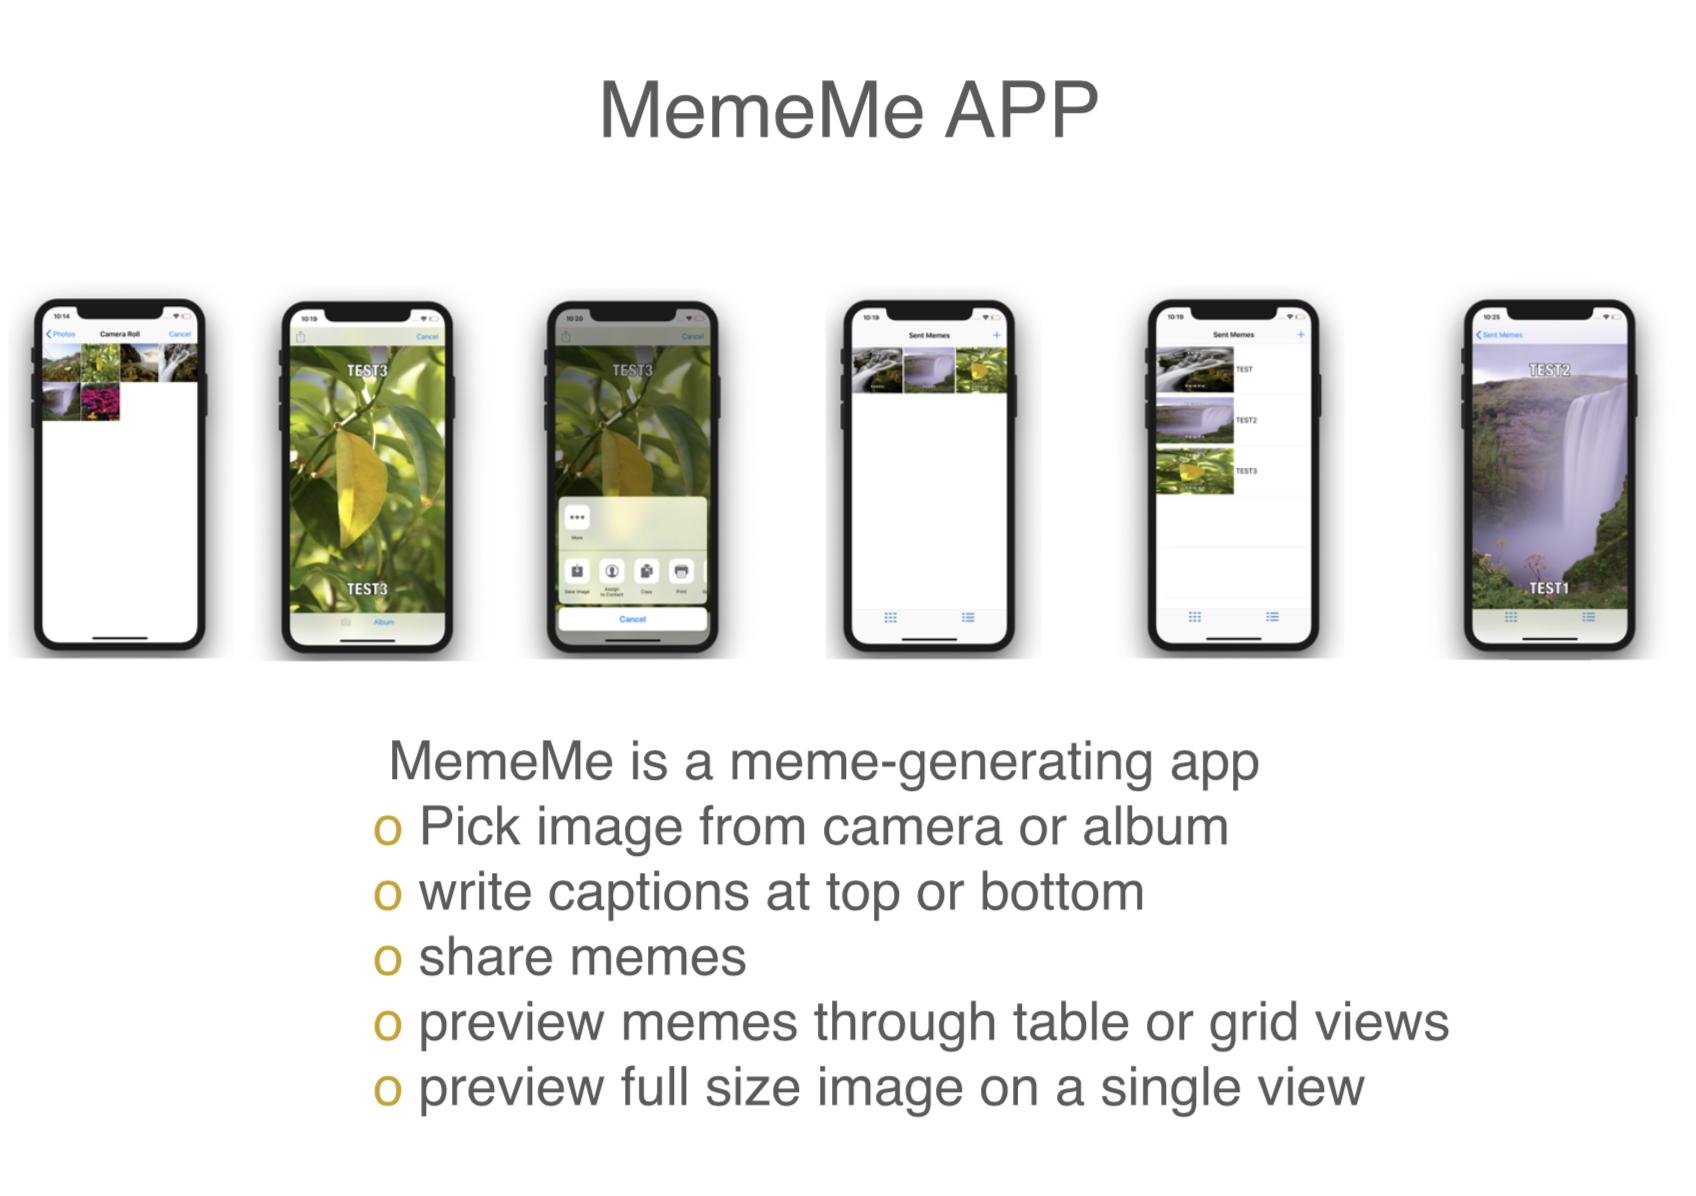 MemeMe APP
10:14
Photos Camera Roll Cancel
10:19
Cancel
TEST3
TEST3
Album
10:20
Cancel
TEST3
More
Save Image Assign to Contact Copy Print
Cancel
10:19
Sent Memes +
10:19
Sent Memes +
TEST
TEST2
TEST3
10:25
Sent Memes
TEST2
TEST1
MemeMe is a meme-generating app
o Pick image from camera or album
o write captions at top or bottom
o share memes
o preview memes through table or grid views
o preview full size image on a single view